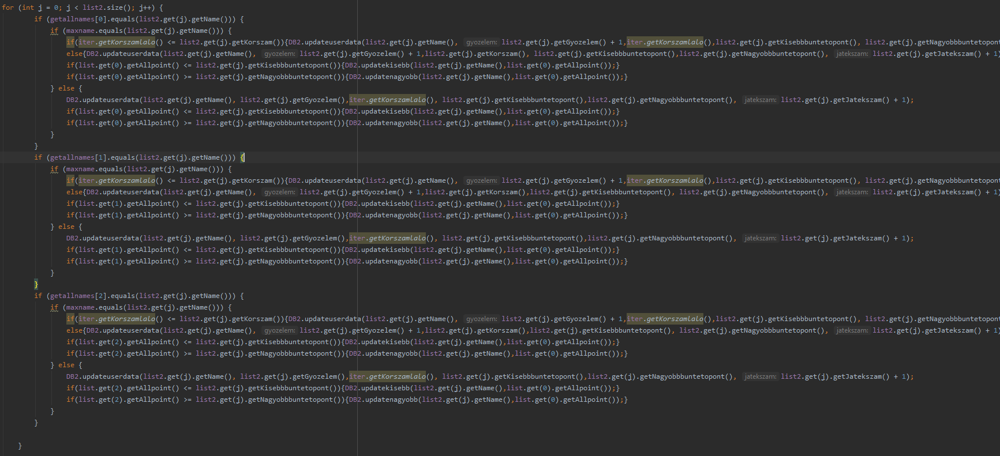 for (int j = 0; j < list2.size(); j++) {
if (getallnames[0].equals(list2.get(j).getName())) {
if (maxname.equals(list2.get(j).getName())) {
if(iter.getKorszamlalo() <= list2.get(j).getKorszam()){DB2.updateuserdata(list2.get(j).getName(), gyozelem: list2.get(j).getGyozelem() + 1,iter.getKorszamlalo(),list2.get(j).getKisebbbuntetopont(), list2.get(j).getNagyobbbuntetopont
else{DB2.updateuserdata(list2.get(j).getName(), gyozelem: list2.get(j).getGyozelem() + 1,list2.get(j).getKorszam(), list2.get(j).getKisebbbuntetopont(),list2.get(j).getNagyobbbuntetopont(), jatekszam: list2.get(j).getJatekszam() + 1)
if(list.get(0).getAllpoint() <= list2.get(j).getKisebbbuntetopont()){DB2.updatekisebb(list2.get(j).getName(),list.get(0).getAllpoint());}
if(list.get(0).getAllpoint() >= list2.get(j).getNagyobbbuntetopont()){DB2.updatenagyobb(list2.get(j).getName(),list.get(0).getAllpoint());}
} else {
DB2.updateuserdata(list2.get(j).getName(), list2.get(j).getGyozelem(),iter.getKorszamlalo(), list2.get(j).getKisebbbuntetopont(),list2.get(j).getNagyobbbuntetopont(), jatekszam: list2.get(j).getJatekszam() + 1);
if(list.get(0).getAllpoint() <= list2.get(j).getKisebbbuntetopont()){DB2.updatekisebb(list2.get(j).getName(),list.get(0).getAllpoint());}
if(list.get(0).getAllpoint() >= list2.get(j).getNagyobbbuntetopont()){DB2.updatenagyobb(list2.get(j).getName(),list.get(0).getAllpoint());}
}
}
if (getallnames[1].equals(list2.get(j).getName())) {
if (maxname.equals(list2.get(j).getName())) {
if(iter.getKorszamlalo() <= list2.get(j).getKorszam()){DB2.updateuserdata(list2.get(j).getName(), gyozelem: list2.get(j).getGyozelem() + 1,iter.getKorszamlalo(),list2.get(j).getKisebbbuntetopont(), list2.get(j).getNagyobbbuntetopont
else{DB2.updateuserdata(list2.get(j).getName(), gyozelem: list2.get(j).getGyozelem() + 1,list2.get(j).getKorszam(),list2.get(j).getKisebbbuntetopont(), list2.get(j).getNagyobbbuntetopont(), jatekszam: list2.get(j).getJatekszam() + 1)
if(list.get(1).getAllpoint() <= list2.get(j).getKisebbbuntetopont()){DB2.updatekisebb(list2.get(j).getName(),list.get(0).getAllpoint());}
if(list.get(1).getAllpoint() >= list2.get(j).getNagyobbbuntetopont()){DB2.updatenagyobb(list2.get(j).getName(),list.get(0).getAllpoint());}
} else {
DB2.updateuserdata(list2.get(j).getName(), list2.get(j).getGyozelem(),iter.getKorszamlalo(), list2.get(j).getKisebbbuntetopont(),list2.get(j).getNagyobbbuntetopont(), jatekszam: list2.get(j).getJatekszam() + 1);
if(list.get(1).getAllpoint() <= list2.get(j).getKisebbbuntetopont()){DB2.updatekisebb(list2.get(j).getName(),list.get(0).getAllpoint());}
if(list.get(1).getAllpoint() >= list2.get(j).getNagyobbbuntetopont()){DB2.updatenagyobb(list2.get(j).getName(),list.get(0).getAllpoint());}
}
}
if (getallnames[2].equals(list2.get(j).getName())) {
if (maxname.equals(list2.get(j).getName())) {
if(iter.getKorszamlalo() <= list2.get(j).getKorszam()){DB2.updateuserdata(list2.get(j).getName(), gyozelem: list2.get(j).getGyozelem() + 1,iter.getKorszamlalo(),list2.get(j).getKisebbbuntetopont(), list2.get(j).getNagyobbbuntetopont
else{DB2.updateuserdata(list2.get(j).getName(), gyozelem: list2.get(j).getGyozelem() + 1,list2.get(j).getKorszam(),list2.get(j).getKisebbbuntetopont(), list2.get(j).getNagyobbbuntetopont(), jatekszam: list2.get(j).getJatekszam() + 1)
if(list.get(2).getAllpoint() <= list2.get(j).getKisebbbuntetopont()){DB2.updatekisebb(list2.get(j).getName(),list.get(0).getAllpoint());}
if(list.get(2).getAllpoint() >= list2.get(j).getNagyobbbuntetopont()){DB2.updatenagyobb(list2.get(j).getName(),list.get(0).getAllpoint());}
} else {
DB2.updateuserdata(list2.get(j).getName(), list2.get(j).getGyozelem(),iter.getKorszamlalo(), list2.get(j).getKisebbbuntetopont(),list2.get(j).getNagyobbbuntetopont(), jatekszam: list2.get(j).getJatekszam() + 1);
if(list.get(2).getAllpoint() <= list2.get(j).getKisebbbuntetopont()){DB2.updatekisebb(list2.get(j).getName(),list.get(0).getAllpoint());}
if(list.get(2).getAllpoint() >= list2.get(j).getNagyobbbuntetopont()){DB2.updatenagyobb(list2.get(j).getName(),list.get(0).getAllpoint());}
}
}
}